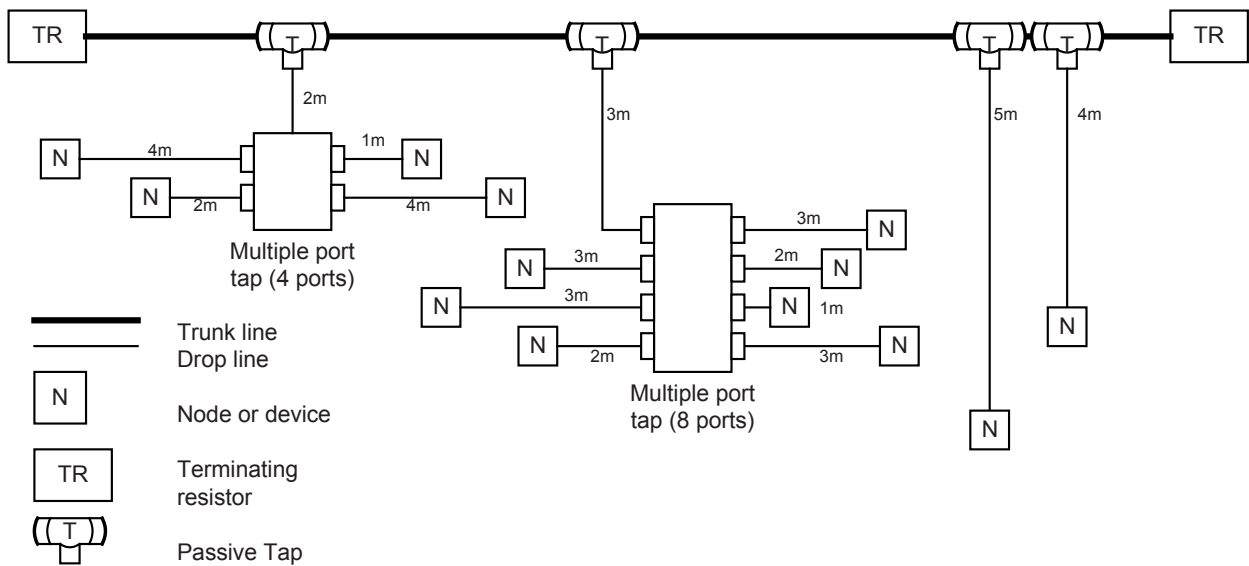 TR
T
T
T
T
TR
2m
3m
5m
4m
N
4m
1m
N
N
2m
4m
N
Multiple port
tap (4 ports)
3m
N
N
3m
2m
N
N
3m
N
1m
N
2m
3m
N
Multiple port
tap (8 ports)
N
N
Trunk line
Drop line
N
Node or device
TR
Terminating
resistor
T
Passive Tap